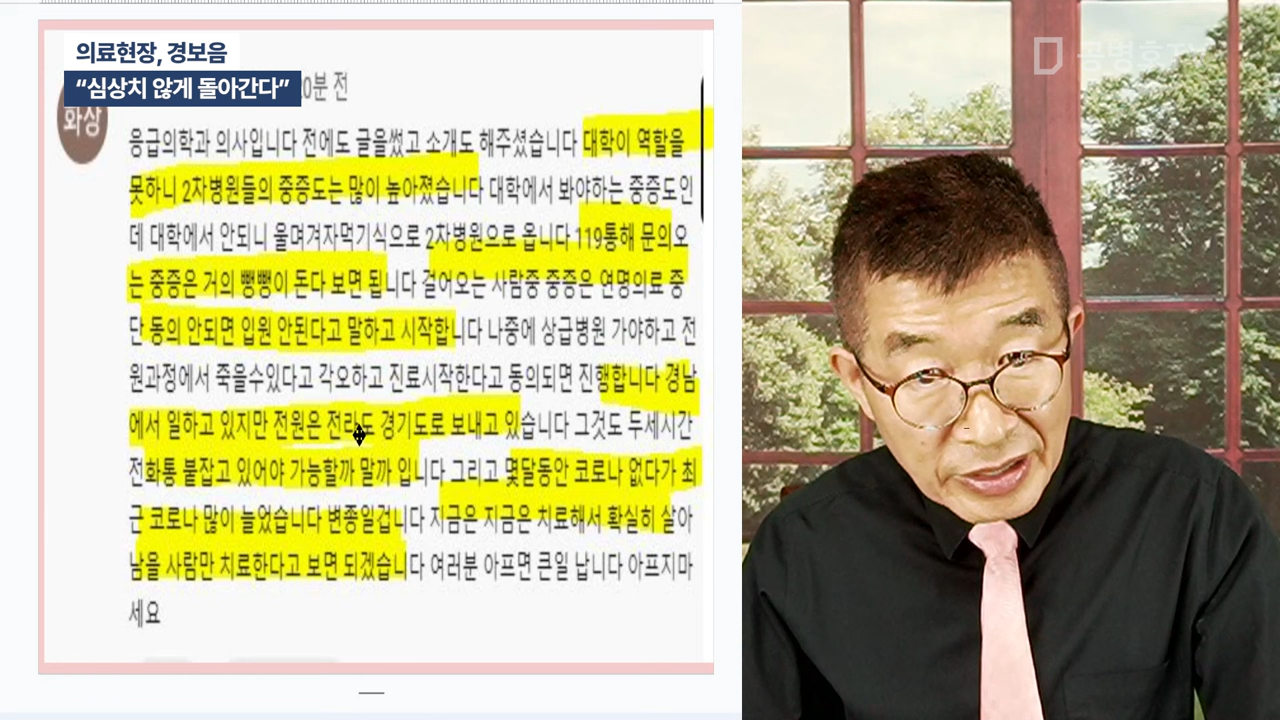 의료현장, 경보음
“심상치 않게 돌아간다”
0분 전
화상
응급의학과 의사입니다 전에도 글을썼고 소개도 해주셨습니다 대학이 역할을
못하니 2차병원들의 중증도는 많이 높아졌습니다 대학에서 봐야하는 중증도인
데 대학에서 안되니 울며겨자먹기식으로 2차병원으로 옵니다 119통해 문의오
는 중증은 거의 뺑뺑이 돈다 보면 됩니다 걸어오는 사람중 중증은 연명의료 중
단 동의 안되면 입원 안된다고 말하고 시작합니다 나중에 상급병원 가야하고 전
원과정에서 죽을수있다고 각오하고 진료시작한다고 동의되면 진행합니다 경남
에서 일하고 있지만 전원은 전라도 경기도로 보내고 있습니다 그것도 두세시간
전화통 붙잡고 있어야 가능할까 말까 입니다 그리고 몇달동안 코로나 없다가 최
근 코로나 많이 늘었습니다 변종일겁니다 지금은 지금은 치료해서 확실히 살아
남을 사람만 치료한다고 보면 되겠습니다 여러분 아프면 큰일 납니다 아프지마
세요
공병호TV